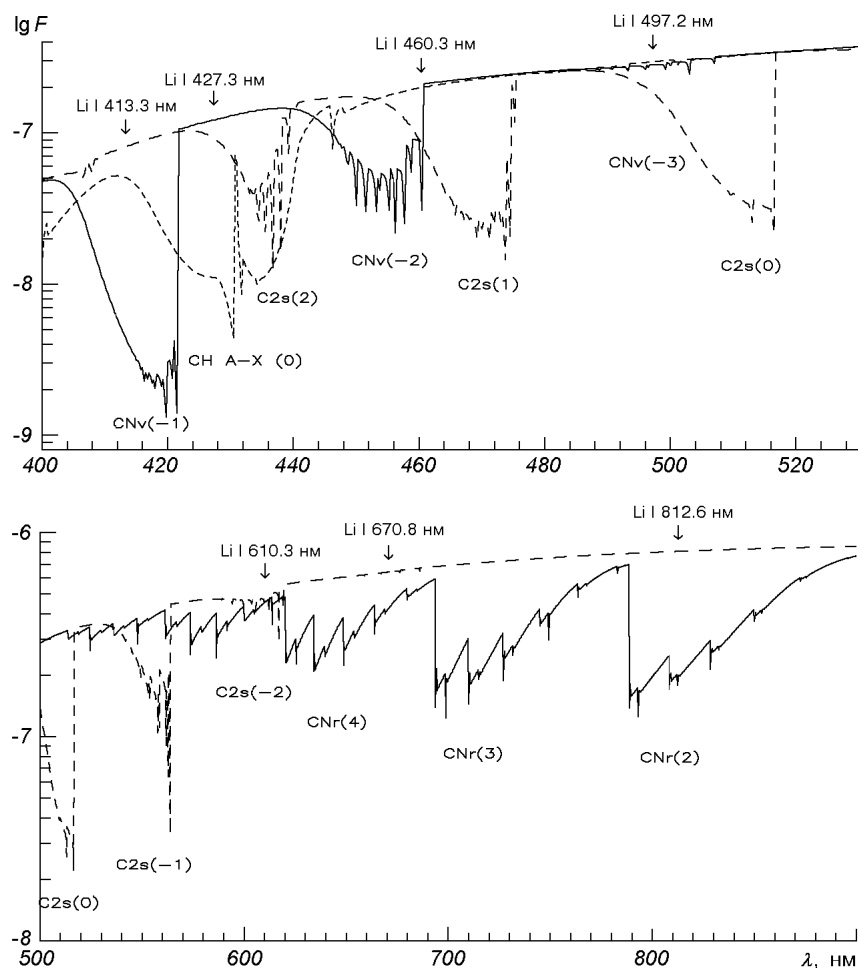 lg F
Li I 497.2 нм
Li I 460.3 нм
Li I 427.3 нм
Li I 413.3 нм
-7
CNv(−3)
-8
CNv(−2)
C2s(0)
C2s(1)
C2s(2)
CH A−X (0)
CNv(−1)
-9
400 420 440 460 480 500 520
-6
Li I 812.6 нм
Li I 670.8 нм
Li I 610.3 нм
C2s(−2)
CNr(4)
-7
CNr(3)
CNr(2)
C2s(−1)
C2s(0)
-8
500 600 700 800 λ, нм